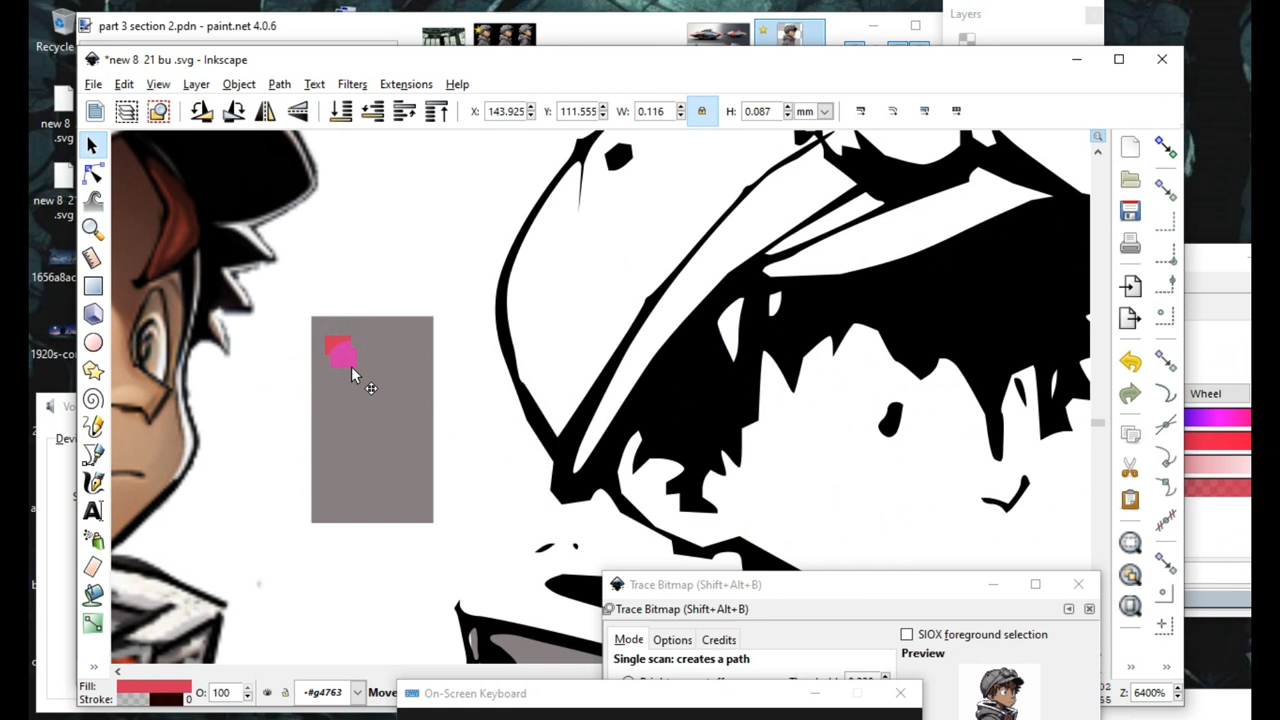 Layers
part 3 section 2.pdn - paint.net 4.0.6
Recycle
*new 8 21 bu .svg - Inkscape
File Edit View Layer Object Path Filters Extensions Help
Text
X: 143.925 Y: 111.555 W: 0.116 H: 0.087 mm
new 8
.svg
new 8 2
.svg
1656a8ac
1920s-co
Wheel
Trace Bitmap (Shift+Alt+B)
Trace Bitmap (Shift+Alt+B)
Mode Options Credits
SIOX foreground selection
Single scan: creates a path
Preview
Fill:
Stroke: 0
O: 100
-#g4763
Move
On-Screen Keyboard
Z: 6400%